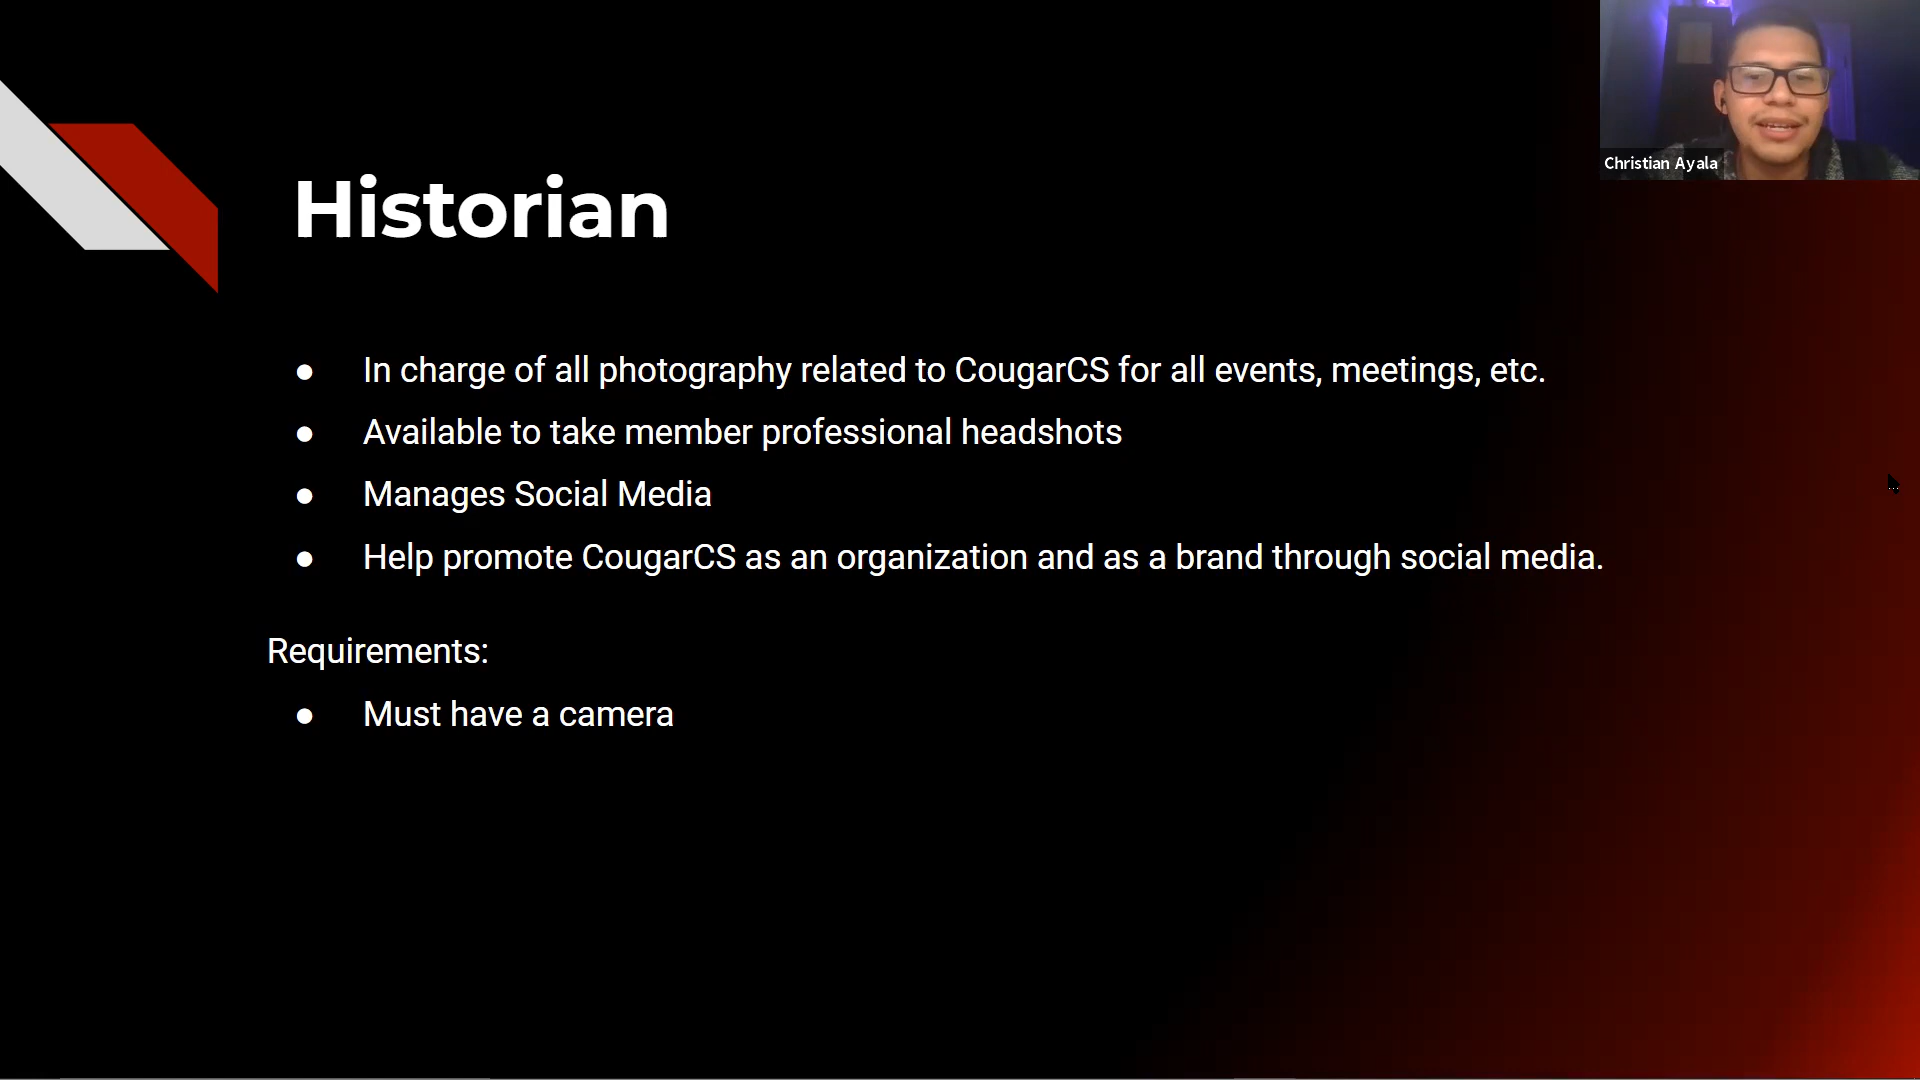 Christian Ayala
Historian
● In charge of all photography related to CougarCS for all events, meetings, etc.
● Available to take member professional headshots
● Manages Social Media
● Help promote CougarCS as an organization and as a brand through social media.
Requirements:
● Must have a camera